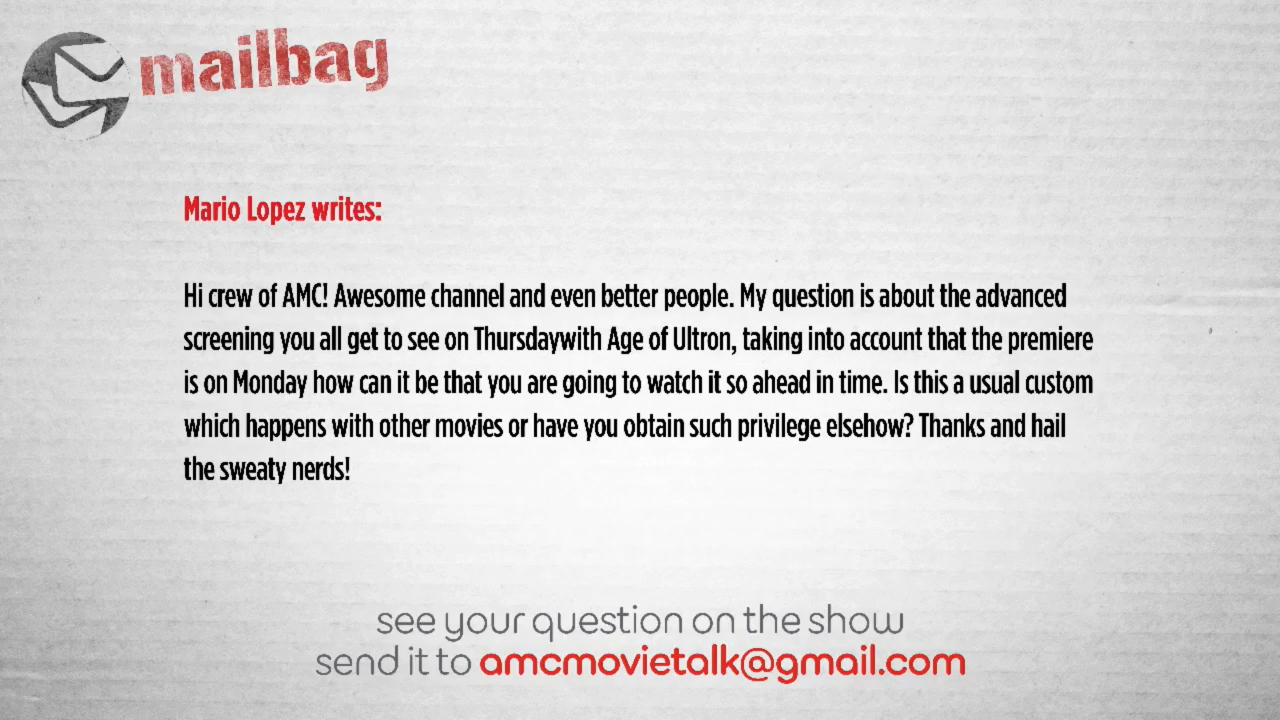 mailbag
Mario Lopez writes:
Hi crew of AMC! Awesome channel and even better people. My question is about the advanced
screening you all get to see on Thursdaywith Age of Ultron, taking into account that the premiere
is on Monday how can it be that you are going to watch it so ahead in time. Is this a usual custom
which happens with other movies or have you obtain such privilege elsehow? Thanks and hail
the sweaty nerds!
see your question on the show
send it to amcmovietalk@gmail.com